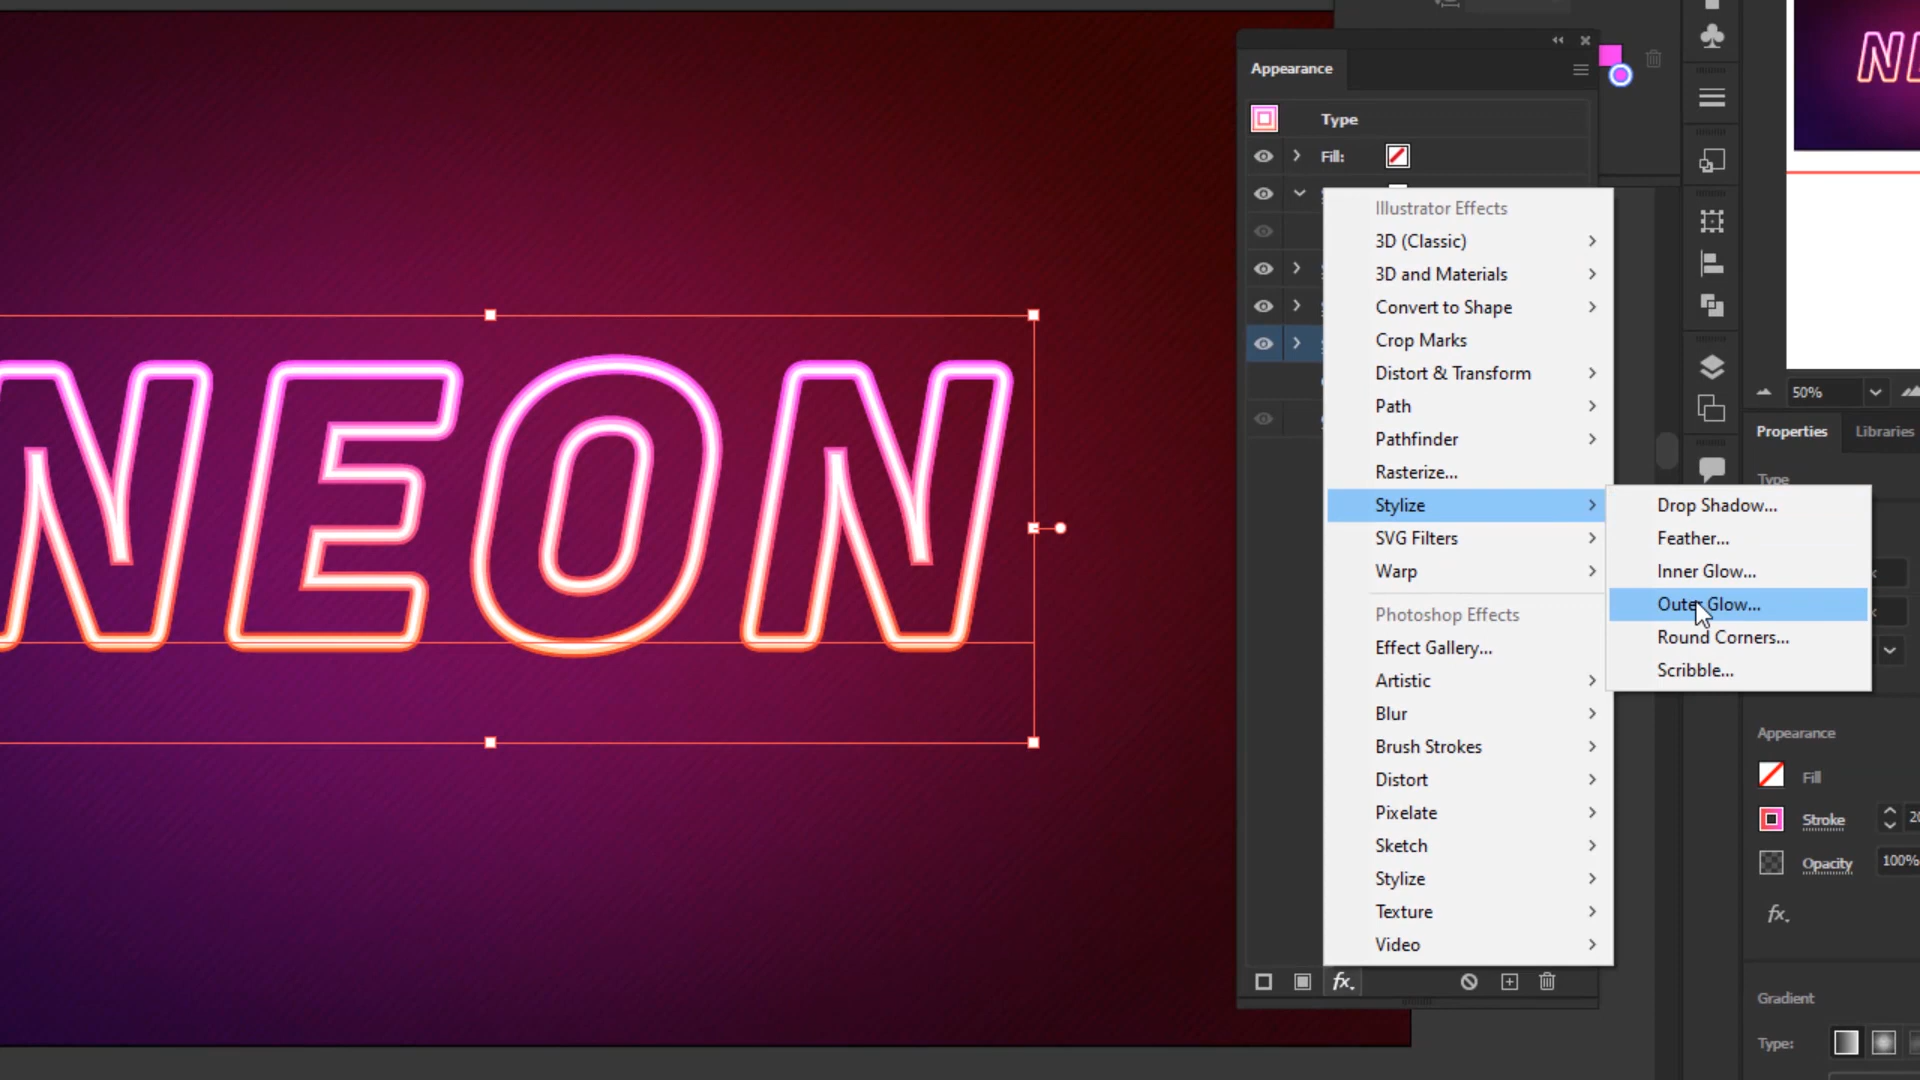 Appearance
Type
Fill:
Illustrator Effects
3D (Classic)
3D and Materials
Convert to Shape
Crop Marks
Distort & Transform
Path
Pathfinder
Rasterize...
Stylize
SVG Filters
Warp
Photoshop Effects
Effect Gallery...
Artistic
Blur
Brush Strokes
Distort
Pixelate
Sketch
Stylize
Texture
Video
fx.
Drop Shadow...
Feather...
Inner Glow...
Outer Glow...
Round Corners...
Scribble...
NEON
NE
50%
Properties
Libraries
Type
Appearance
Fill
Stroke
Opacity
100%
fx.
Gradient
Type: